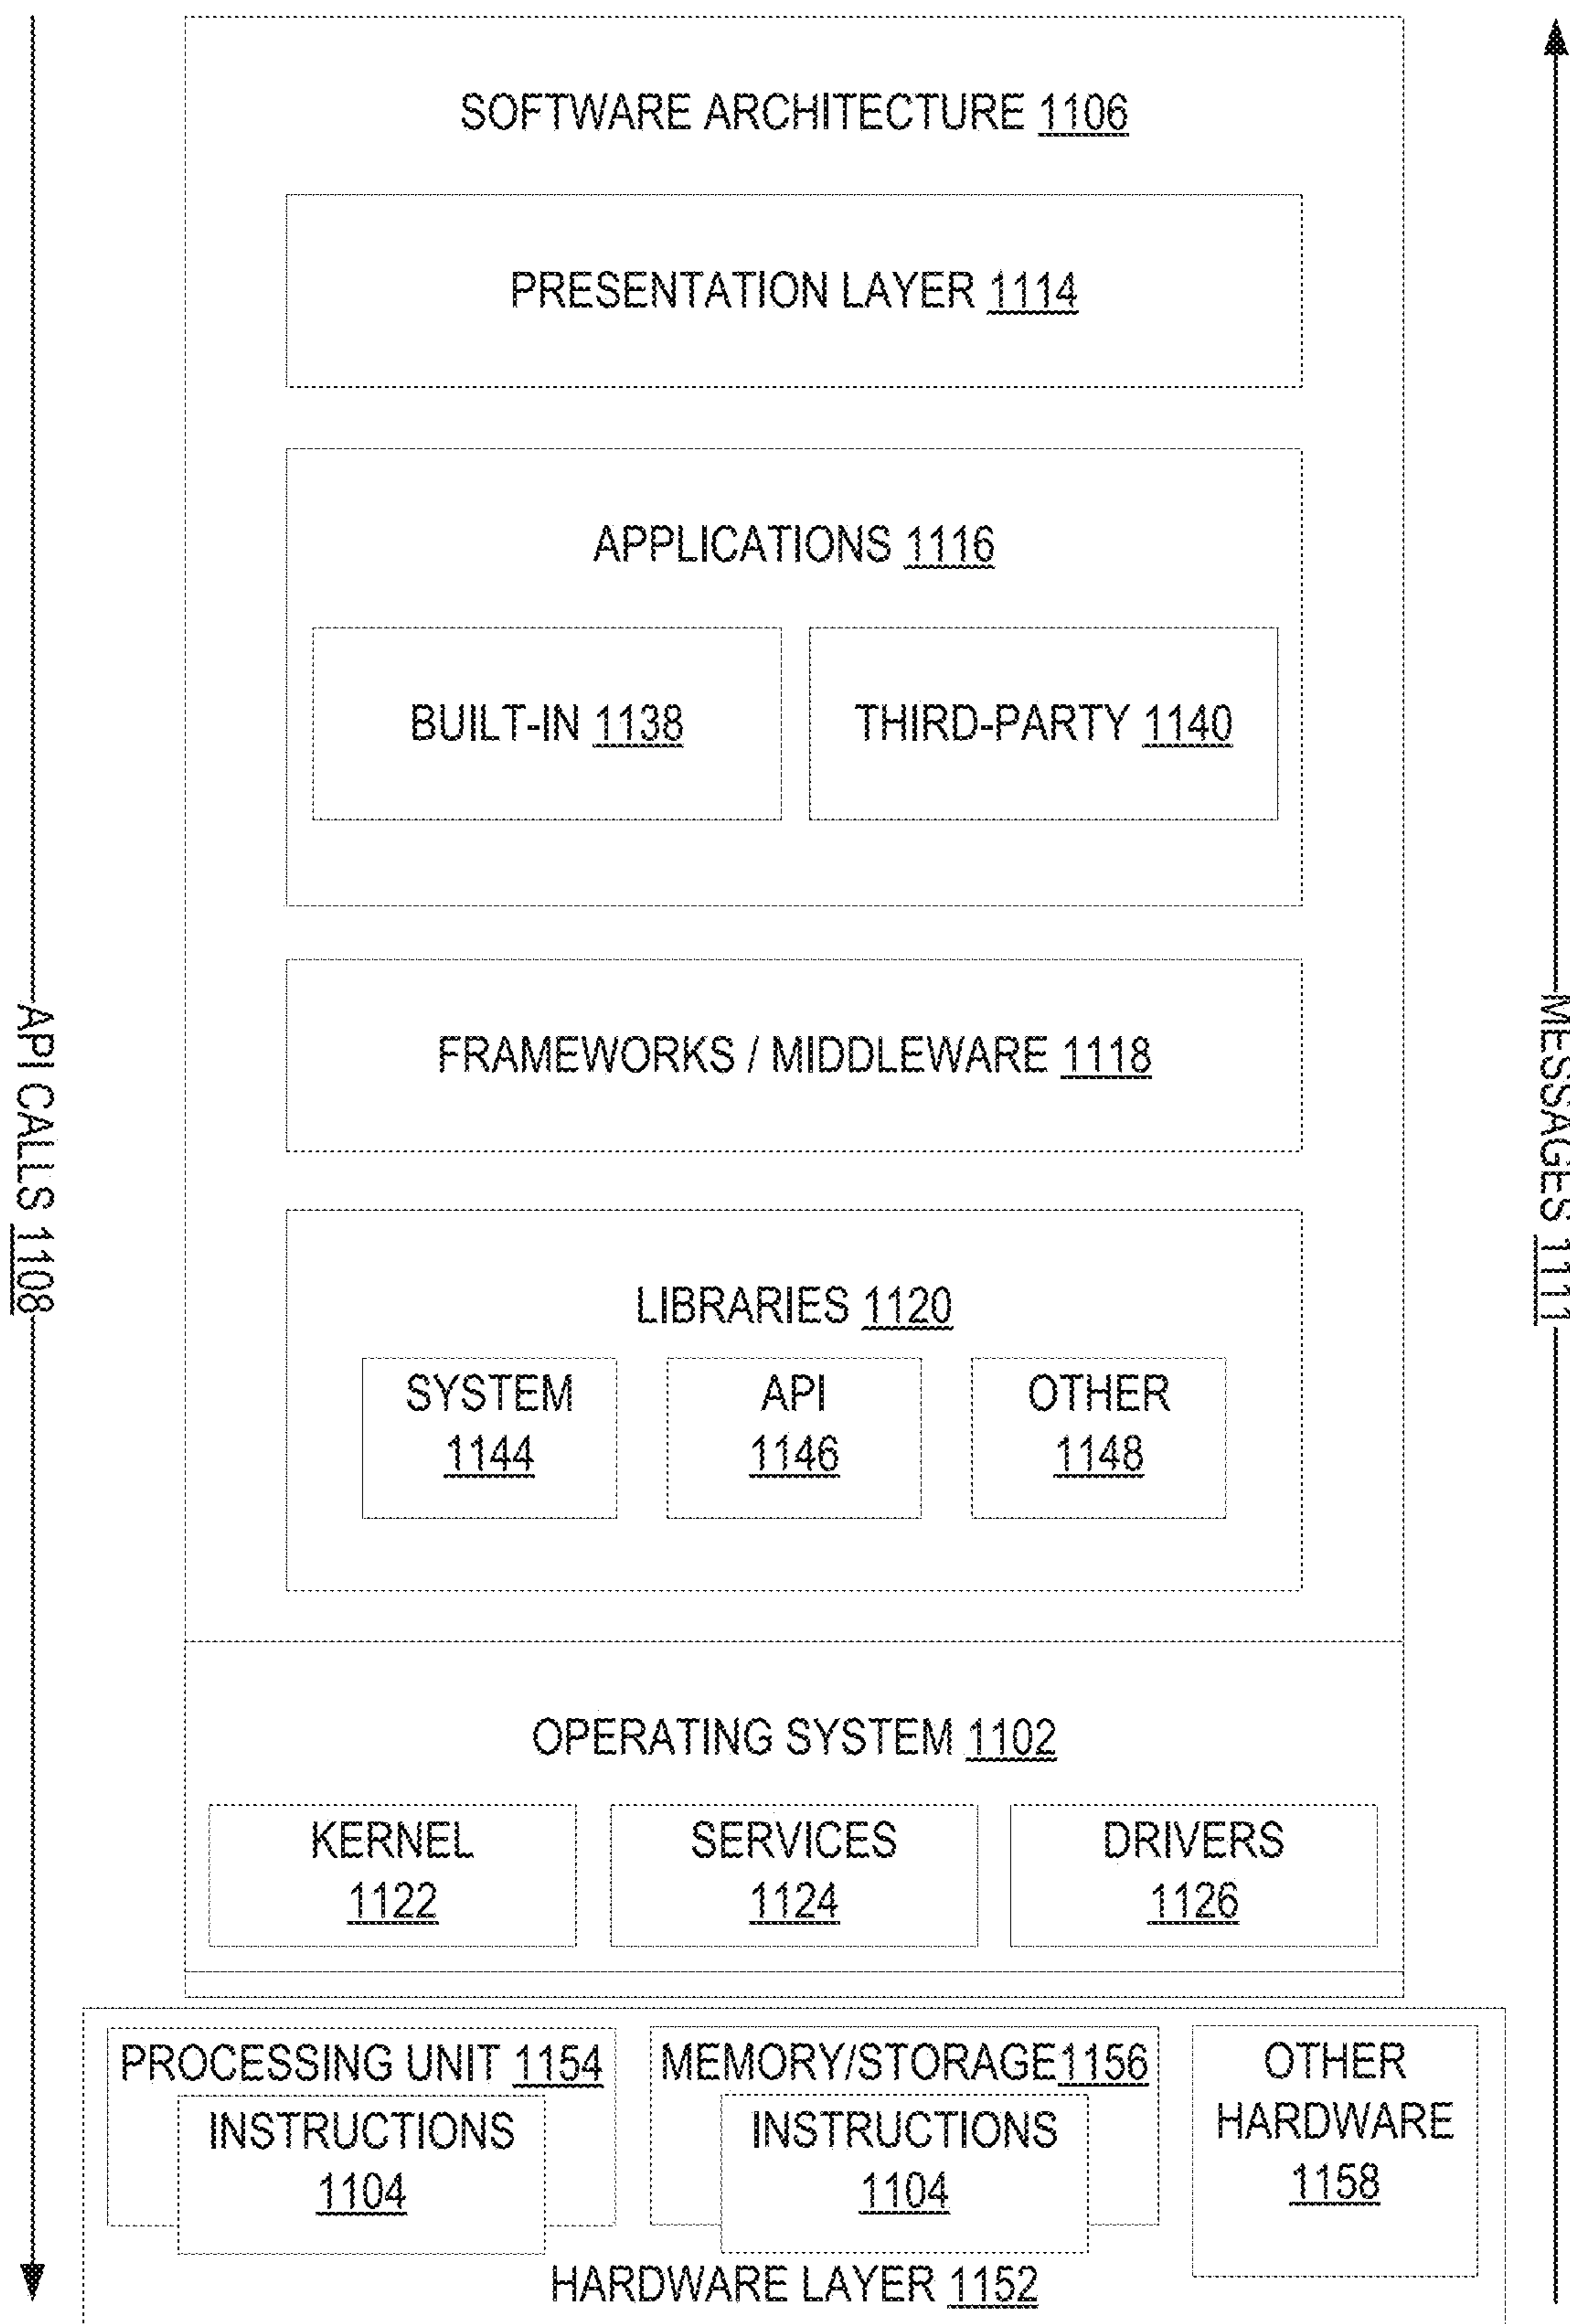 SOFTWARE ARCHITECTURE 1106
PRESENTATION LAYER 1114
APPLICATIONS 1116
BUILT-IN 1138
THIRD-PARTY 1140
FRAMEWORKS / MIDDLEWARE 1118
LIBRARIES 1120
SYSTEM
1144
API
1146
OTHER
1148
OPERATING SYSTEM 1102
KERNEL
1122
SERVICES
1124
DRIVERS
1126
PROCESSING UNIT 1154
INSTRUCTIONS
1104
MEMORY/STORAGE1156
INSTRUCTIONS
1104
OTHER
HARDWARE
1158
HARDWARE LAYER 1152
API CALLS 1108
MESSAGES 1111